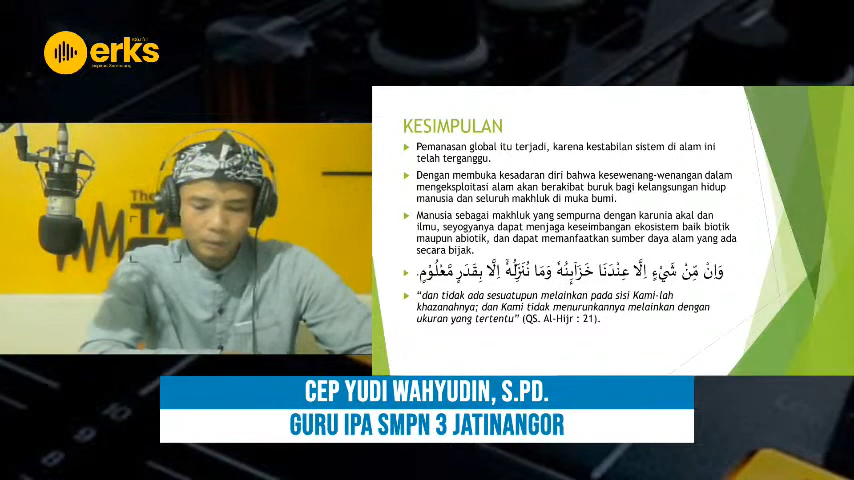 erks
KESIMPULAN
Pemanasan global itu terjadi, karena kestabilan sistem di alam ini
telah terganggu.
Dengan membuka kesadaran diri bahwa kesewenang-wenangan dalam
mengeksploitasi alam akan berakibat buruk bagi kelangsungan hidup
manusia dan seluruh makhluk di muka bumi.
Manusia sebagai makhluk yang sempurna dengan karunia akal dan
ilmu, seyogyanya dapat menjaga keseimbangan ekosistem baik biotik
maupun abiotik, dan dapat memanfaatkan sumber daya alam yang ada
secara bijak.
وَاِنْ مِّنْ شَيْءٍ اِلَّا عِنْدَنَا خَزَاۤىِٕنُهٗ وَمَا نُنَزِّلُهٗٓ اِلَّا بِقَدَرٍ مَّعْلُوْمٍ.
“dan tidak ada sesuatupun melainkan pada sisi Kami-lah
khazanahnya; dan Kami tidak menurunkannya melainkan dengan
ukuran yang tertentu” (QS. Al-Hijr : 21).
The
CEP YUDI WAHYUDIN, S.PD.
GURU IPA SMPN 3 JATINANGOR